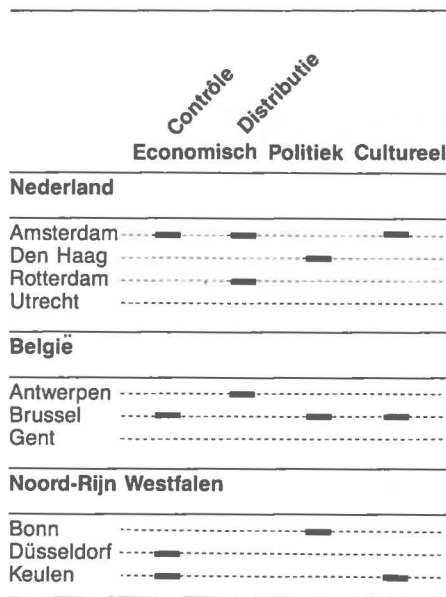 Contrôle Distributie
Economisch Politiek Cultureel
Nederland
Amsterdam
Den Haag
Rotterdam
Utrecht
België
Antwerpen
Brussel
Gent
Noord-Rijn Westfalen
Bonn
Düsseldorf
Keulen